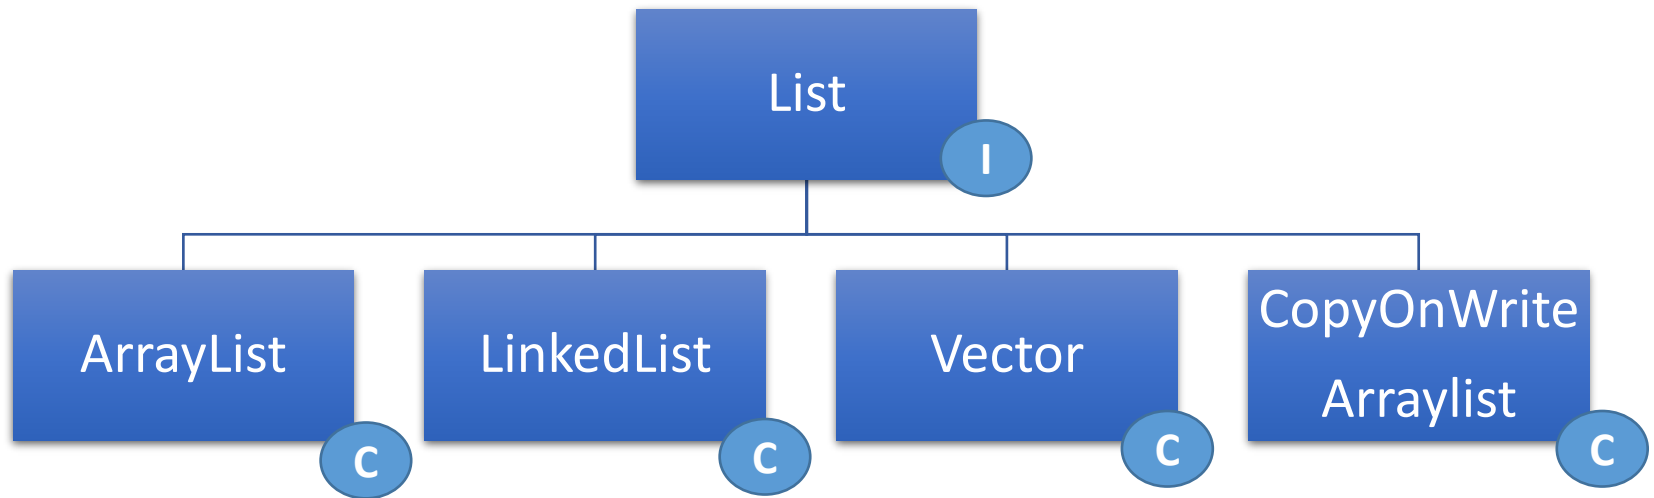 List
I
ArrayList
C
LinkedList
C
Vector
C
CopyOnWrite
Arraylist
C